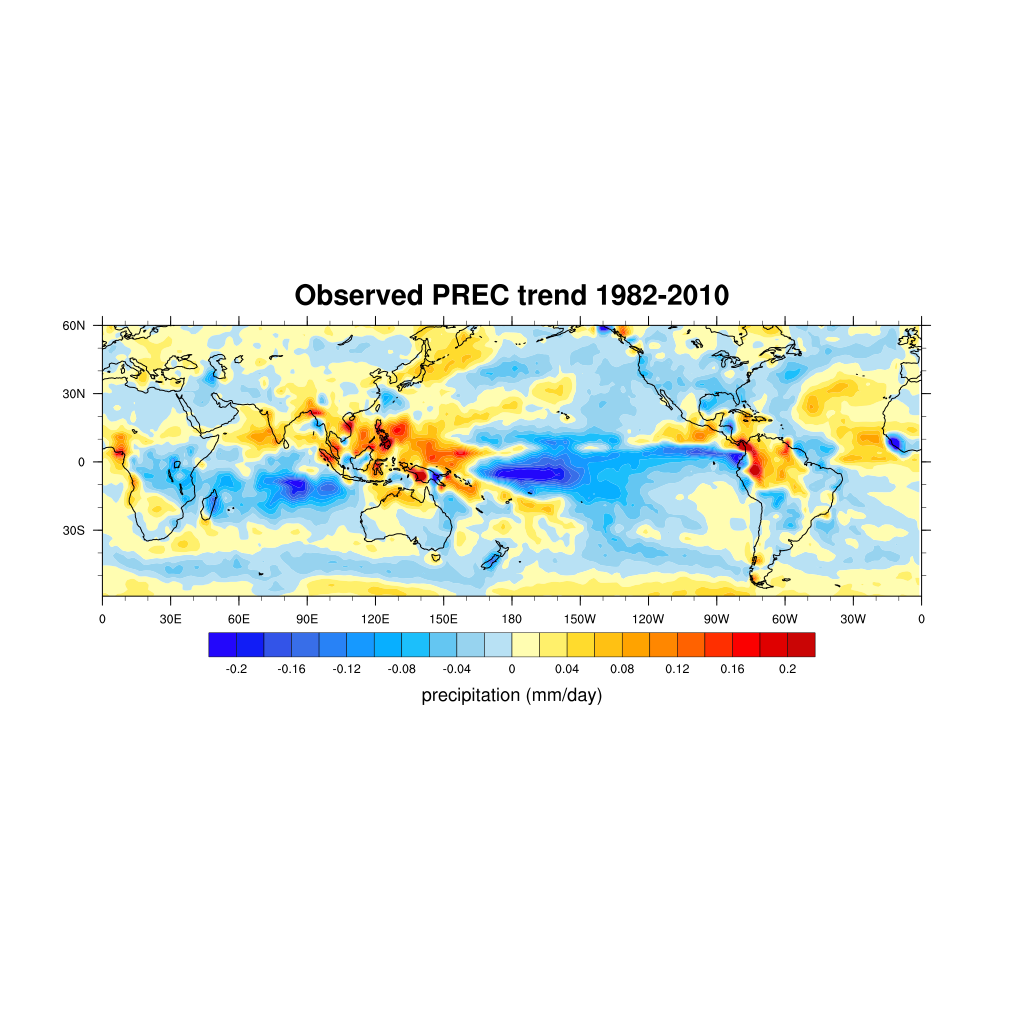 Observed PREC trend 1982-2010
60N
30N
0
30S
0 30E 60E 90E 120E 150E 180 150W 120W 90W 60W 30W 0
-0.2 -0.16 -0.12 -0.08 -0.04 0 0.04 0.08 0.12 0.16 0.2
precipitation (mm/day)